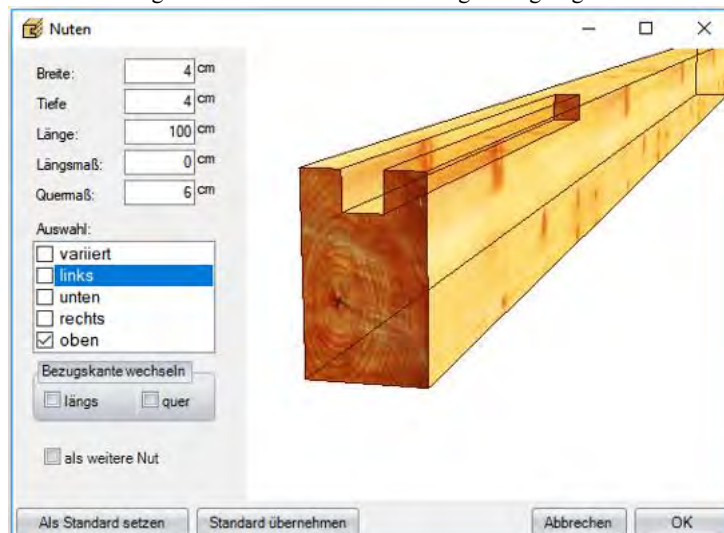 Nuten
Breite: 4 cm
Tiefe 4 cm
Länge: 100 cm
Längsmaß: 0 cm
Quermaß: 6 cm
Auswahl:
variiert
links
unten
rechts
oben
Bezugskante wechseln
längs quer
als weitere Nut
Als Standard setzen Standard übernehmen Abbrechen OK